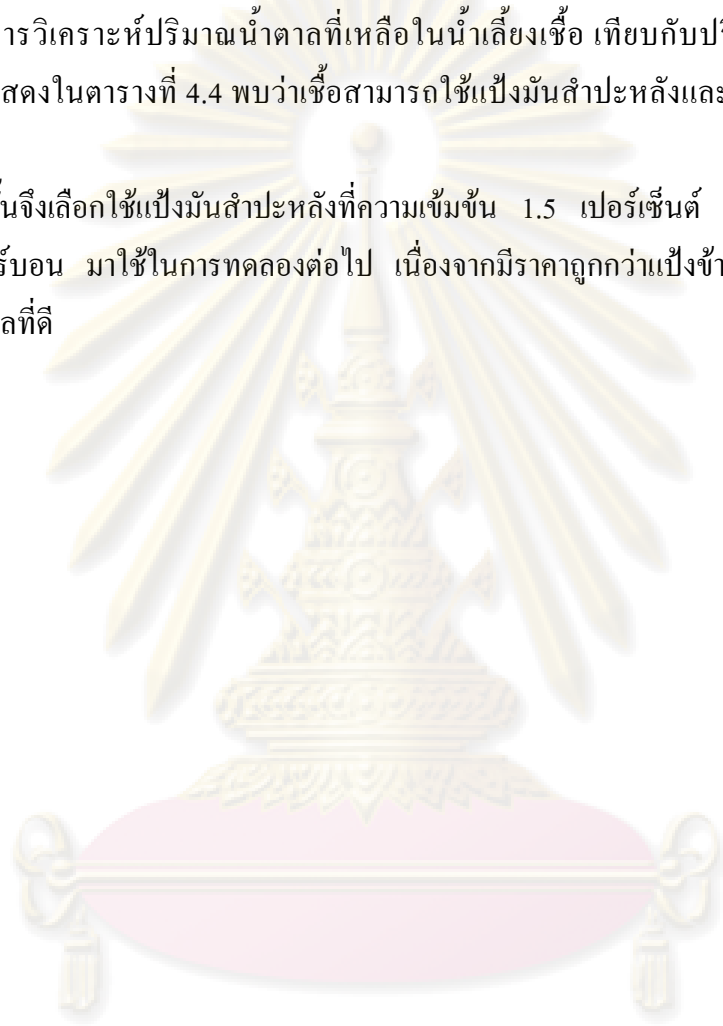 ารวิเคราะห์ปริมาณน้ำตาลที่เหลือในน้ำเลี้ยงเชื้อ เทียบกับปริ
สดงในตารางที่ 4.4 พบว่าเชื้อสามารถใช้แป้งมันสำปะหลังและ
ั้นจึงเลือกใช้แป้งมันสำปะหลังที่ความเข้มข้น 1.5 เปอร์เซ็นต์
ร์บอน มาใช้ในการทดลองต่อไป เนื่องจากมีราคาถูกกว่าแป้งข้า
ลที่ดี